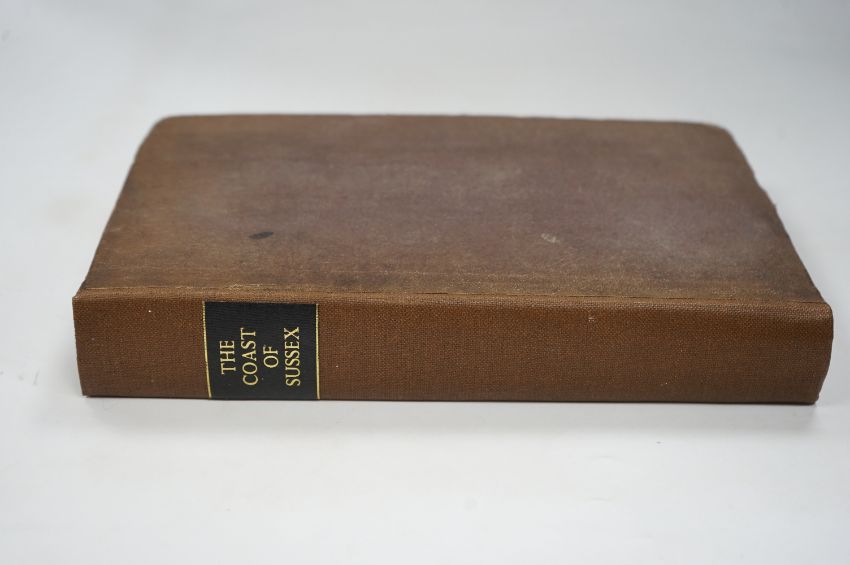 THE
COAST
OF
SUSSEX